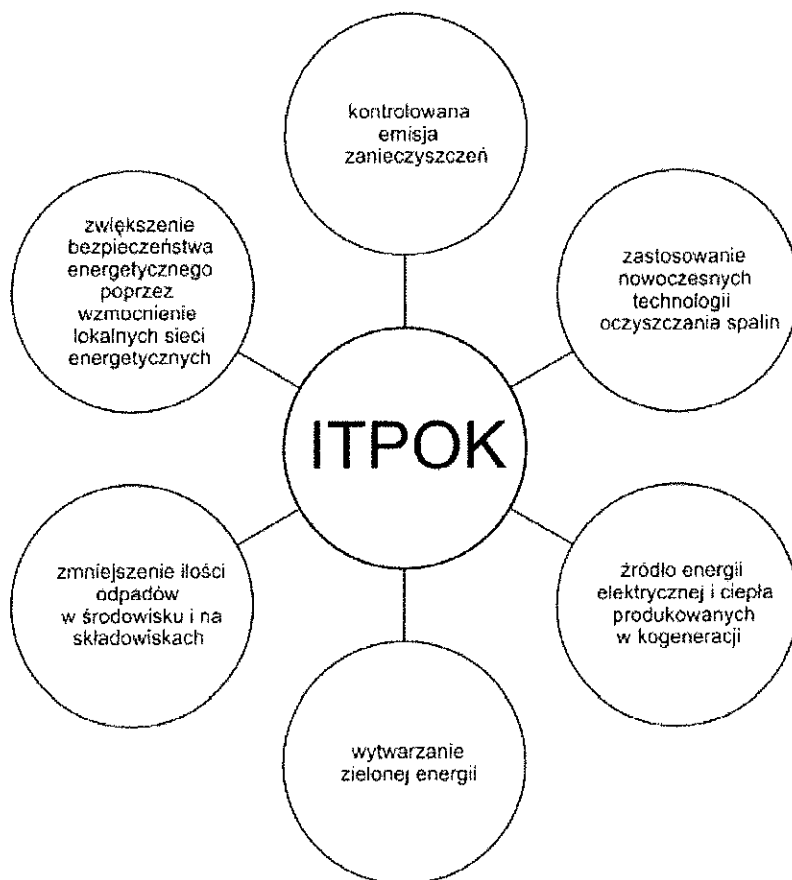 kontrolowana
emisja
zanieczyszczeń
zwiększenie
bezpieczeństwa
energetycznego
poprzez
wzmocnienie
lokalnych sieci
energetycznych
zastosowanie
nowoczesnych
technologii
oczyszczania spalin
ITPOK
zmniejszenie ilości
odpadów
w środowisku i na
składowiskach
źródło energii
elektrycznej i ciepła
produkowanych
w kogeneracji
wytwarzanie
zielonej energii